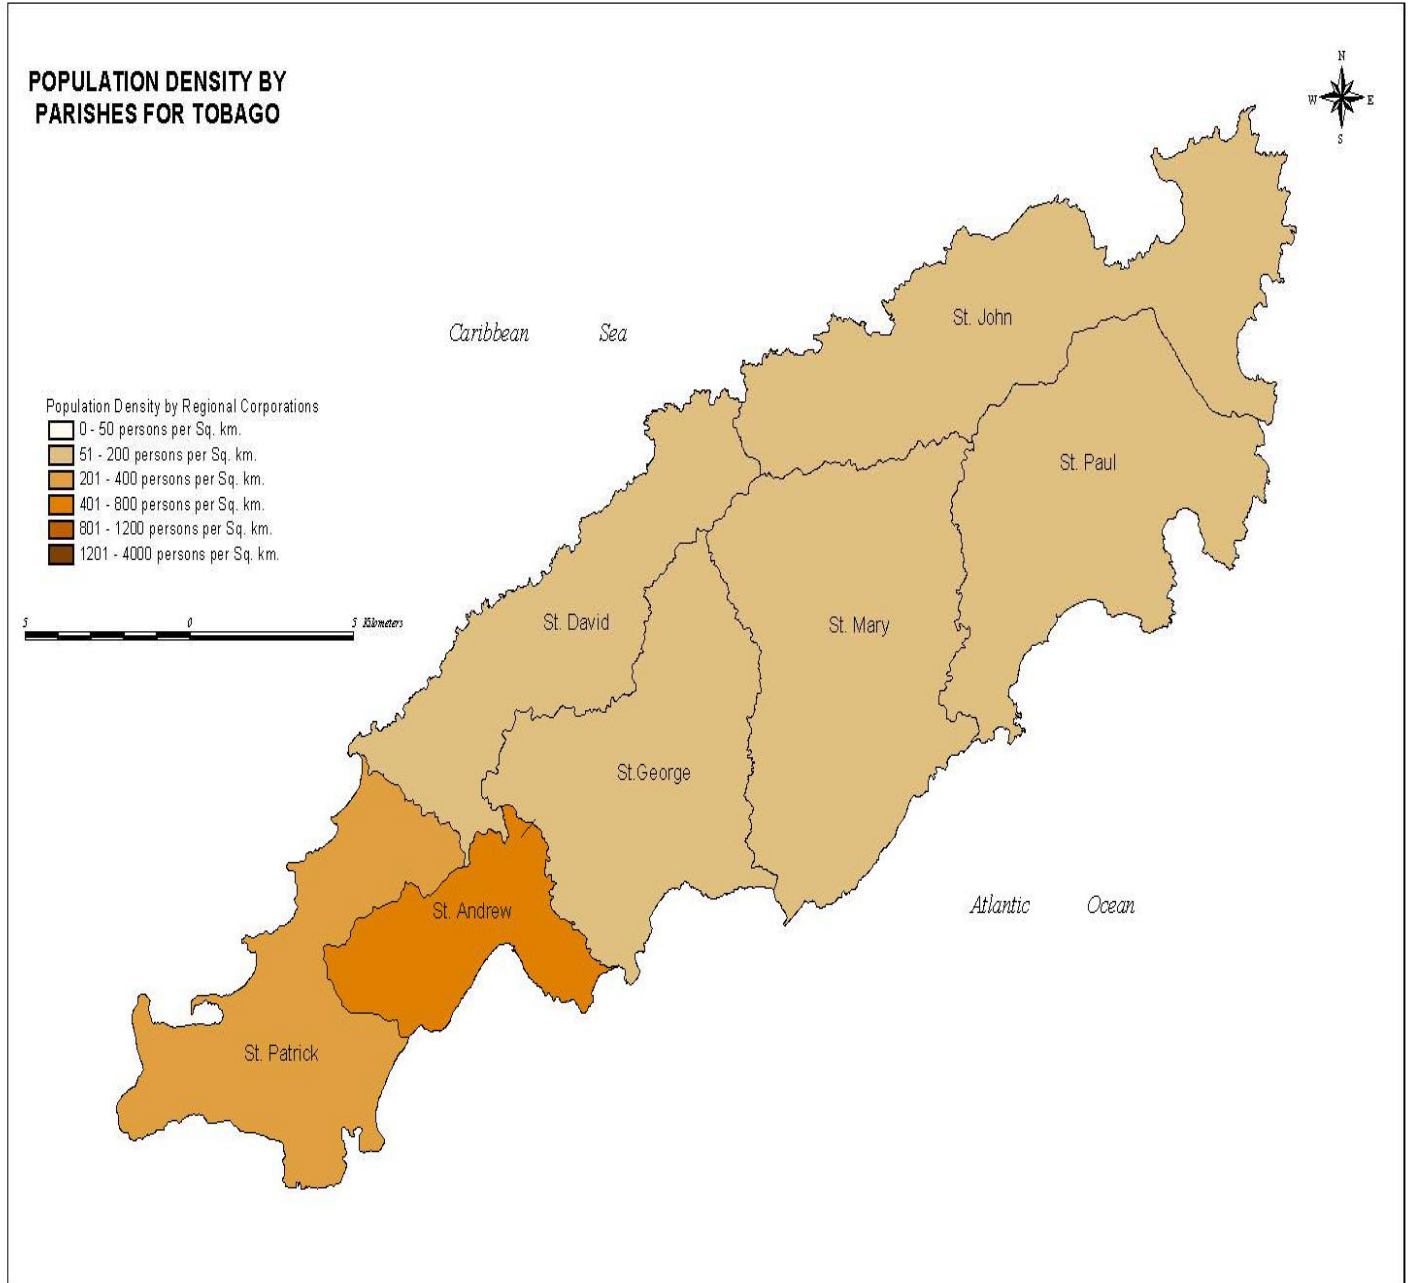 POPULATION DENSITY BY
PARISHES FOR TOBAGO
N
W E
S
St. John
Caribbean Sea
Population Density by Regional Corporations
0 - 50 persons per Sq. km.
51 - 200 persons per Sq. km.
201 - 400 persons per Sq. km.
401 - 800 persons per Sq. km.
801 - 1200 persons per Sq. km.
1201 - 4000 persons per Sq. km.
St. Paul
5 0 5 Kilometers
St. David
St. Mary
St.George
St. Andrew
Atlantic Ocean
St. Patrick